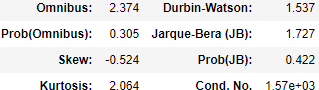 Omnibus: 2.374 Durbin-Watson: 1.537
Prob(Omnibus): 0.305 Jarque-Bera (JB): 1.727
Skew: -0.524 Prob(JB): 0.422
Kurtosis: 2.064 Cond. No. 1.57e+03